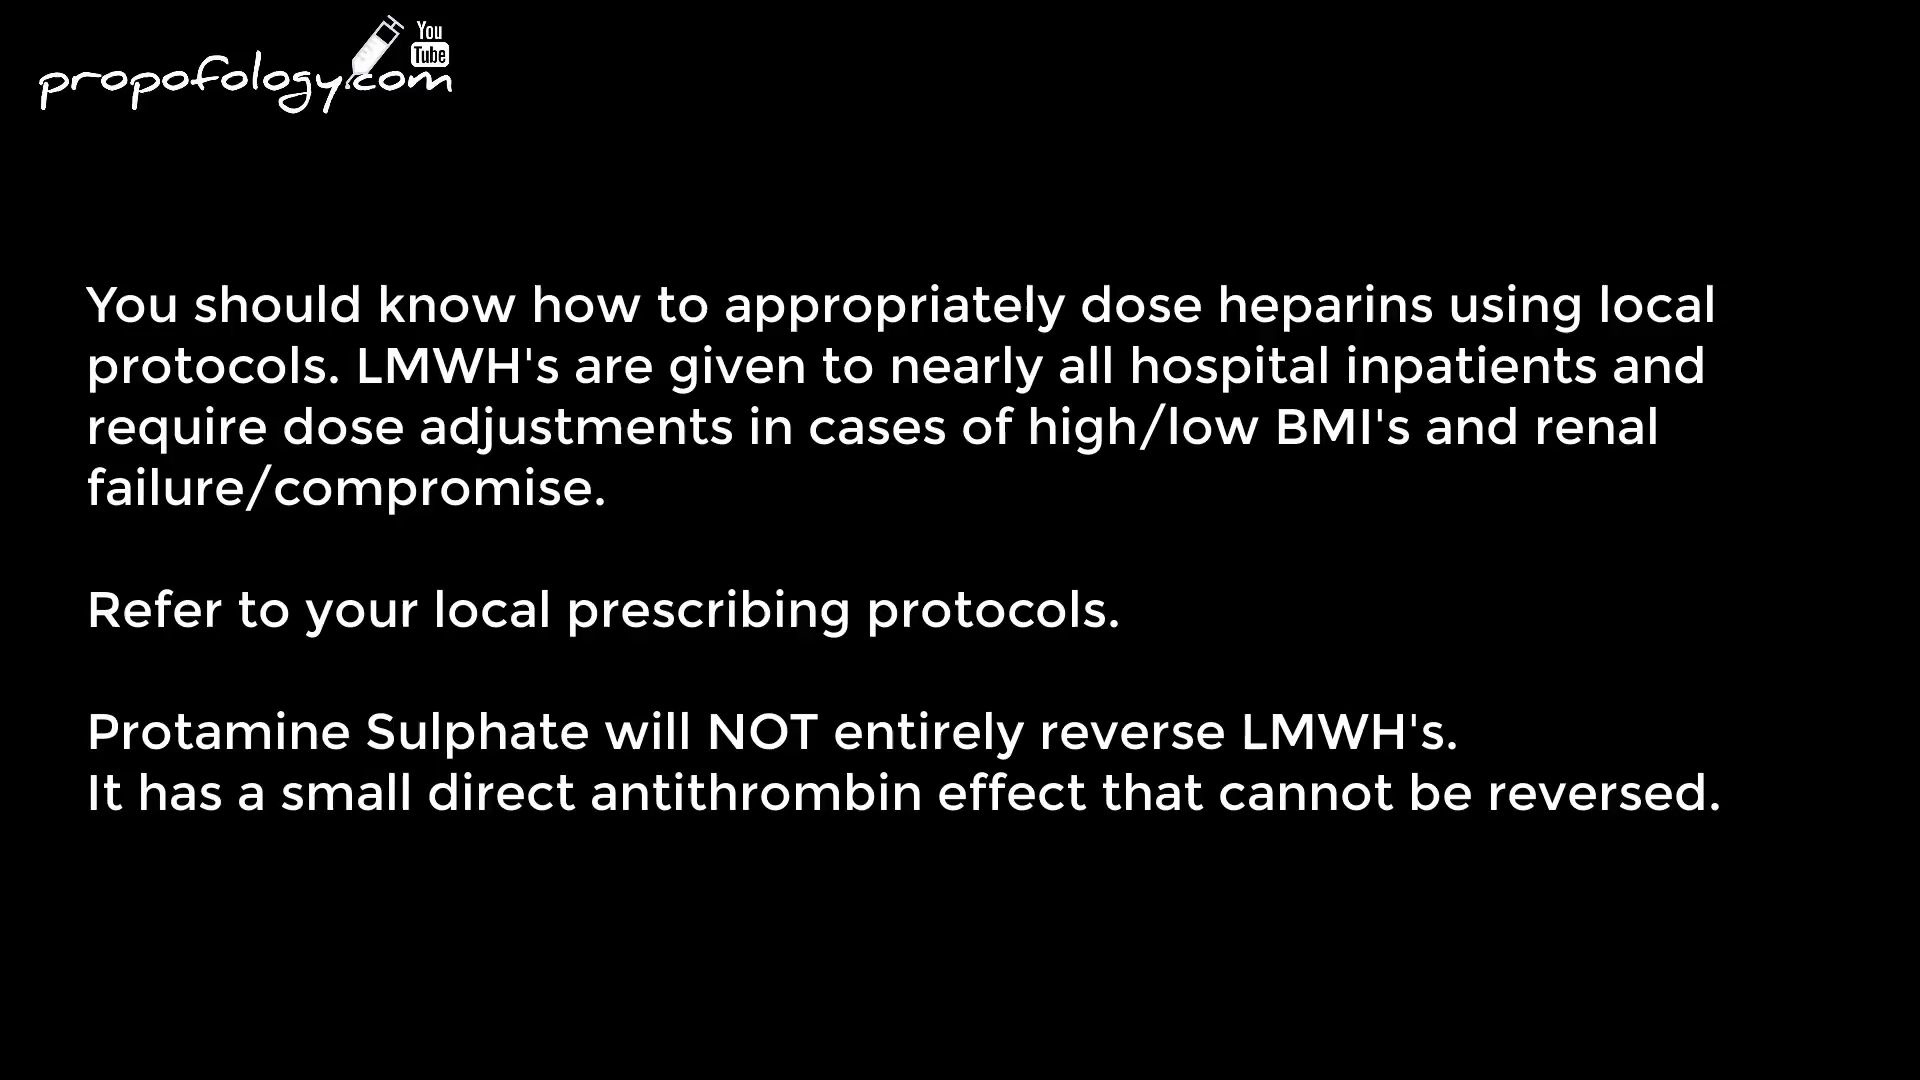 propofology.com
You
Tube
You should know how to appropriately dose heparins using local
protocols. LMWH's are given to nearly all hospital inpatients and
require dose adjustments in cases of high/low BMI's and renal
failure/compromise.
Refer to your local prescribing protocols.
Protamine Sulphate will NOT entirely reverse LMWH's.
It has a small direct antithrombin effect that cannot be reversed.